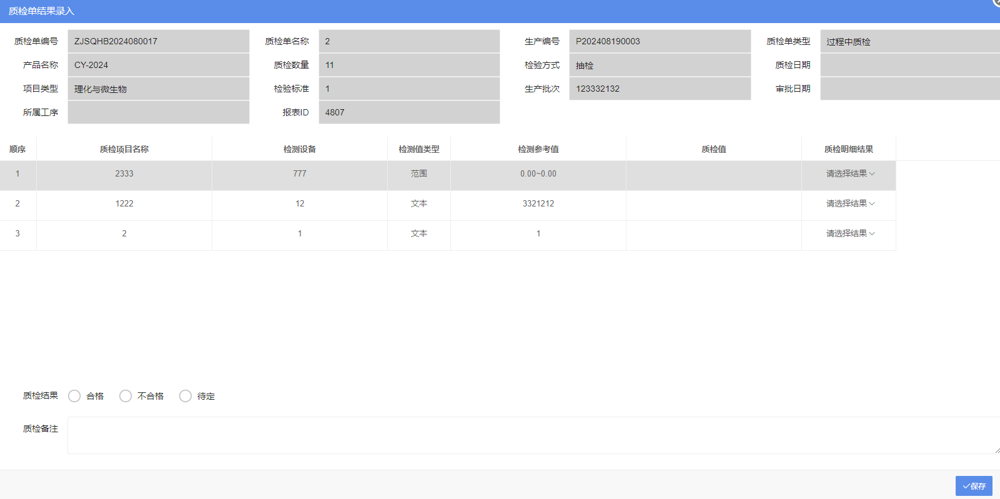 质检单结果录入
质检单编号 ZJSQHB2024080017 质检单名称 2 生产编号 P202408190003 质检单类型 过程中质检
产品名称 CY-2024 质检数量 11 检验方式 抽检 质检日期
项目类型 理化与微生物 检验标准 1 生产批次 123332132 审批日期
所属工序 报表ID 4807
顺序 质检项目名称 检测设备 检测值类型 检测参考值 质检值 质检明细结果
1 2333 777 范围 0.00~0.00 请选择结果
2 1222 12 文本 3321212 请选择结果
3 2 1 文本 1 请选择结果
质检结果 合格 不合格 待定
质检备注
保存